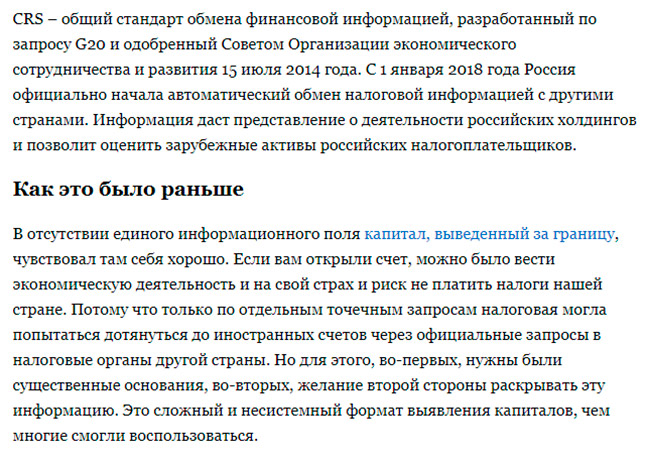 CRS – общий стандарт обмена финансовой информацией, разработанный по
запросу G20 и одобренный Советом Организации экономического
сотрудничества и развития 15 июля 2014 года. С 1 января 2018 года Россия
официально начала автоматический обмен налоговой информацией с другими
странами. Информация даст представление о деятельности российских холдингов
и позволит оценить зарубежные активы российских налогоплательщиков.
Как это было раньше
В отсутствии единого информационного поля капитал, выведенный за границу,
чувствовал там себя хорошо. Если вам открыли счет, можно было вести
экономическую деятельность и на свой страх и риск не платить налоги нашей
стране. Потому что только по отдельным точечным запросам налоговая могла
попытаться дотянуться до иностранных счетов через официальные запросы в
налоговые органы другой страны. Но для этого, во-первых, нужны были
существенные основания, во-вторых, желание второй стороны раскрывать эту
информацию. Это сложный и несистемный формат выявления капиталов, чем
многие смогли воспользоваться.